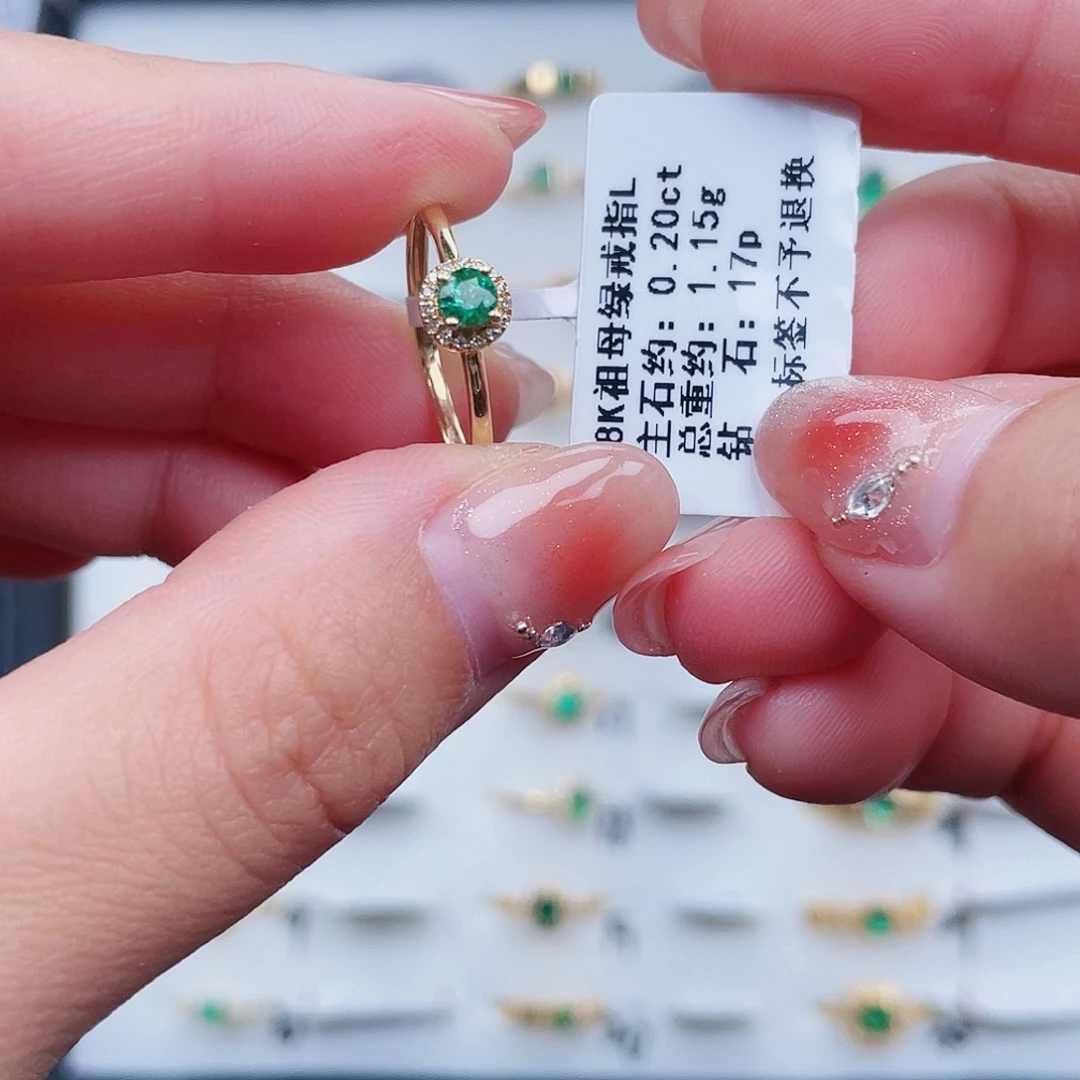 8K祖母绿戒指L
主石约: 0.20ct
总重约: 1.15g
钻 石: 17p
标签不予退换